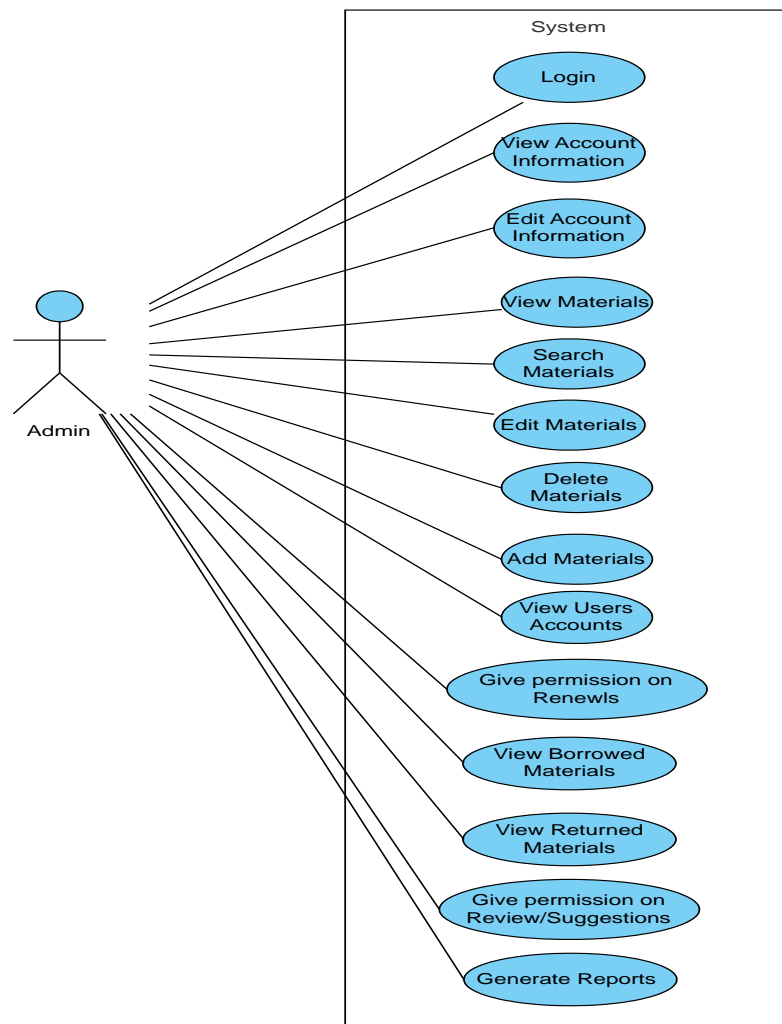 System
Login
View Account
Information
Edit Account
Information
View Materials
Search
Materials
Edit Materials
Admin
Delete
Materials
Add Materials
View Users
Accounts
Give permission on
Renewls
View Borrowed
Materials
View Returned
Materials
Give permission on
Review/Suggestions
Generate Reports